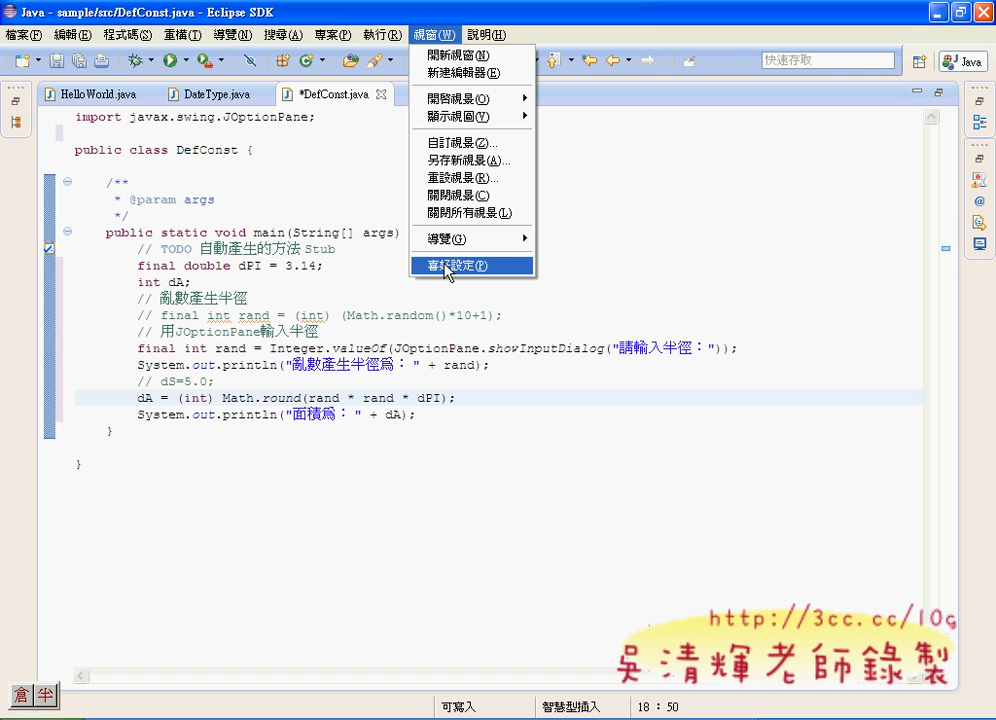 Java - sample/src/DefConst.java - Eclipse SDK
檔案(F) 編輯(E) 程式碼(S) 重構(T) 導覽(N) 搜尋(A) 專案(P) 執行(R) 視窗(W) 說明(H)
快速存取
Java
開新視窗(N)
新建編輯器(E)
開啓視景(O)
顯示視圖(V)
自訂視景(Z)...
另存新視景(A)...
重設視景(R)...
關閉視景(C)
關閉所有視景(L)
導覽(G)
喜好設定(P)
HelloWorld.java DateType.java *DefConst.java
import javax.swing.JOptionPane;
public class DefConst {
/**
* @param args
*/
public static void main(String[] args)
// TODO 自動產生的方法 Stub
final double dPI = 3.14;
int dA;
// 亂數產生半徑
// final int rand = (int) (Math.random()*10+1);
// 用JOptionPane輸入半徑
final int rand = Integer.valueOf(JOptionPane.showInputDialog("請輸入半徑："));
System.out.println("亂數產生半徑為：" + rand);
// dS=5.0;
dA = (int) Math.round(rand * rand * dPI);
System.out.println("面積為：" + dA);
}
}
http://3cc.cc/10g
吳清輝老師錄製
倉 半
可寫入 智慧型插入 18 : 50